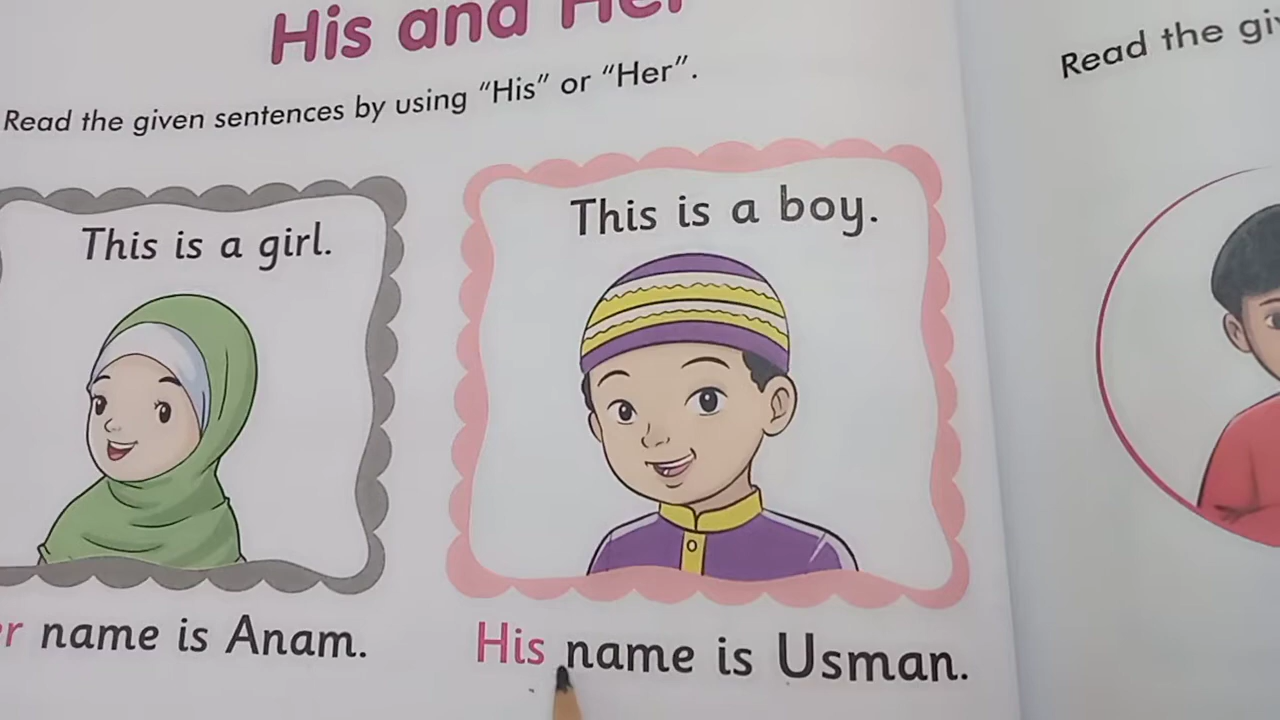 His and Her
Read the given sentences by using "His" or "Her".
This is a girl.
This is a boy.
name is Anam.
His name is Usman.
Read the